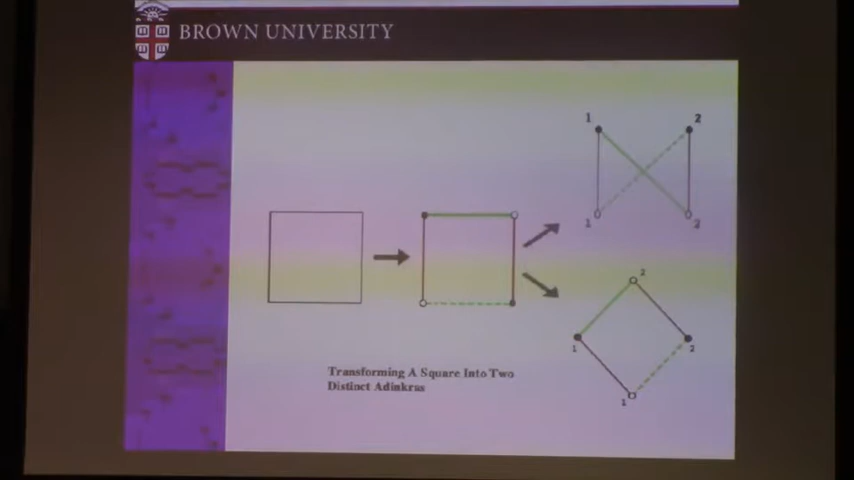 BROWN UNIVERSITY
1 2
1 2
2
1 2
1
Transforming A Square Into Two
Distinct Adinkras